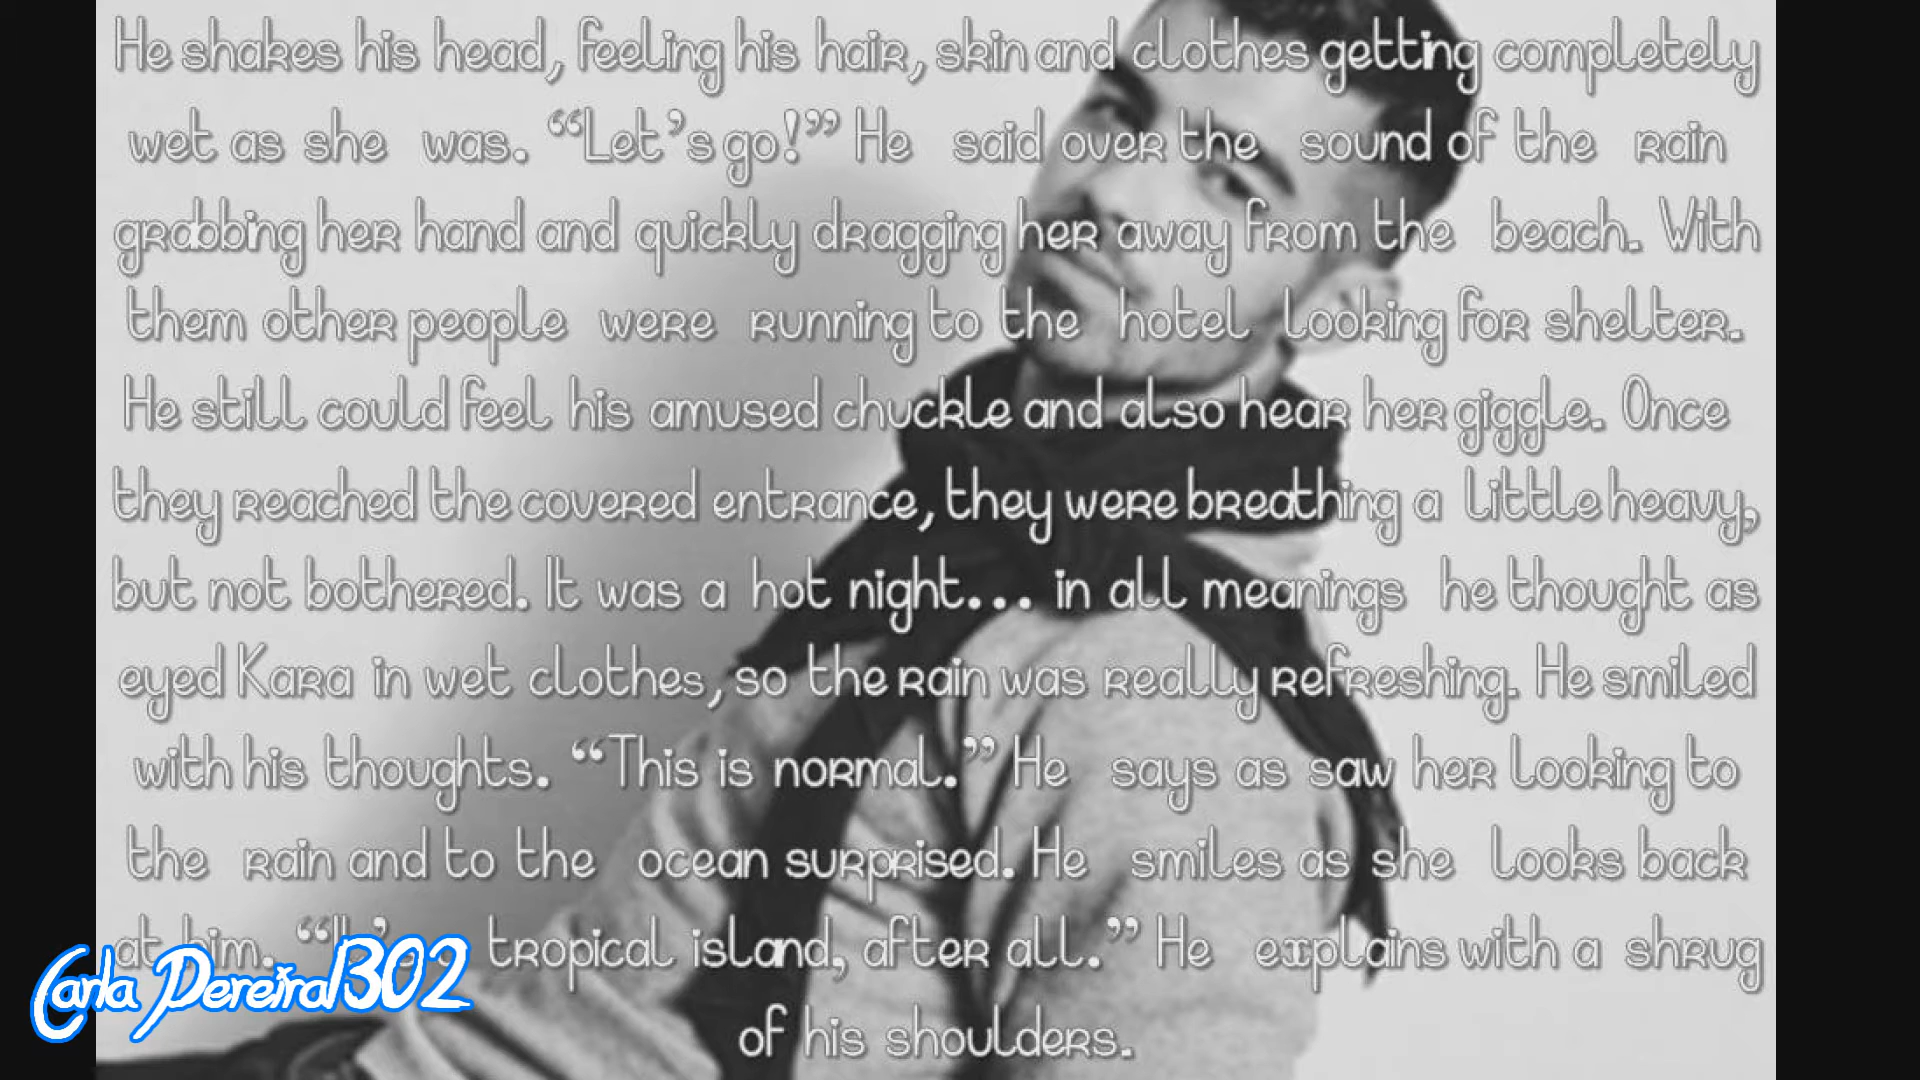 He shakes his head, feeling his hair, skin and clothes getting completely
wet as she was. “Let’s go!” He said over the sound of the rain
grabbing her hand and quickly dragging her away from the beach. With
them other people were running to the hotel looking for shelter.
He still could feel his amused chuckle and also hear her giggle. Once
they reached the covered entrance, they were breathing a little heavy,
but not bothered. It was a hot night... in all meanings he thought as
eyed Kara in wet clothes, so the rain was really refreshing. He smiled
with his thoughts. “This is normal.” He says as saw her looking to
the rain and to the ocean surprised. He smiles as she looks back
at him. “It’s a tropical island, after all.” He explains with a shrug
of his shoulders.
Carla Pereira1302